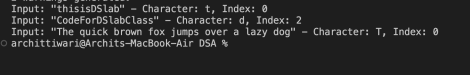 Input: "thisisDSlab" – Character: t, Index: 0
Input: "CodeForDSlabClass" – Character: d, Index: 2
Input: "The quick brown fox jumps over a lazy dog" – Character: T, Index: 0
archittiwari@Archits-MacBook-Air DSA %